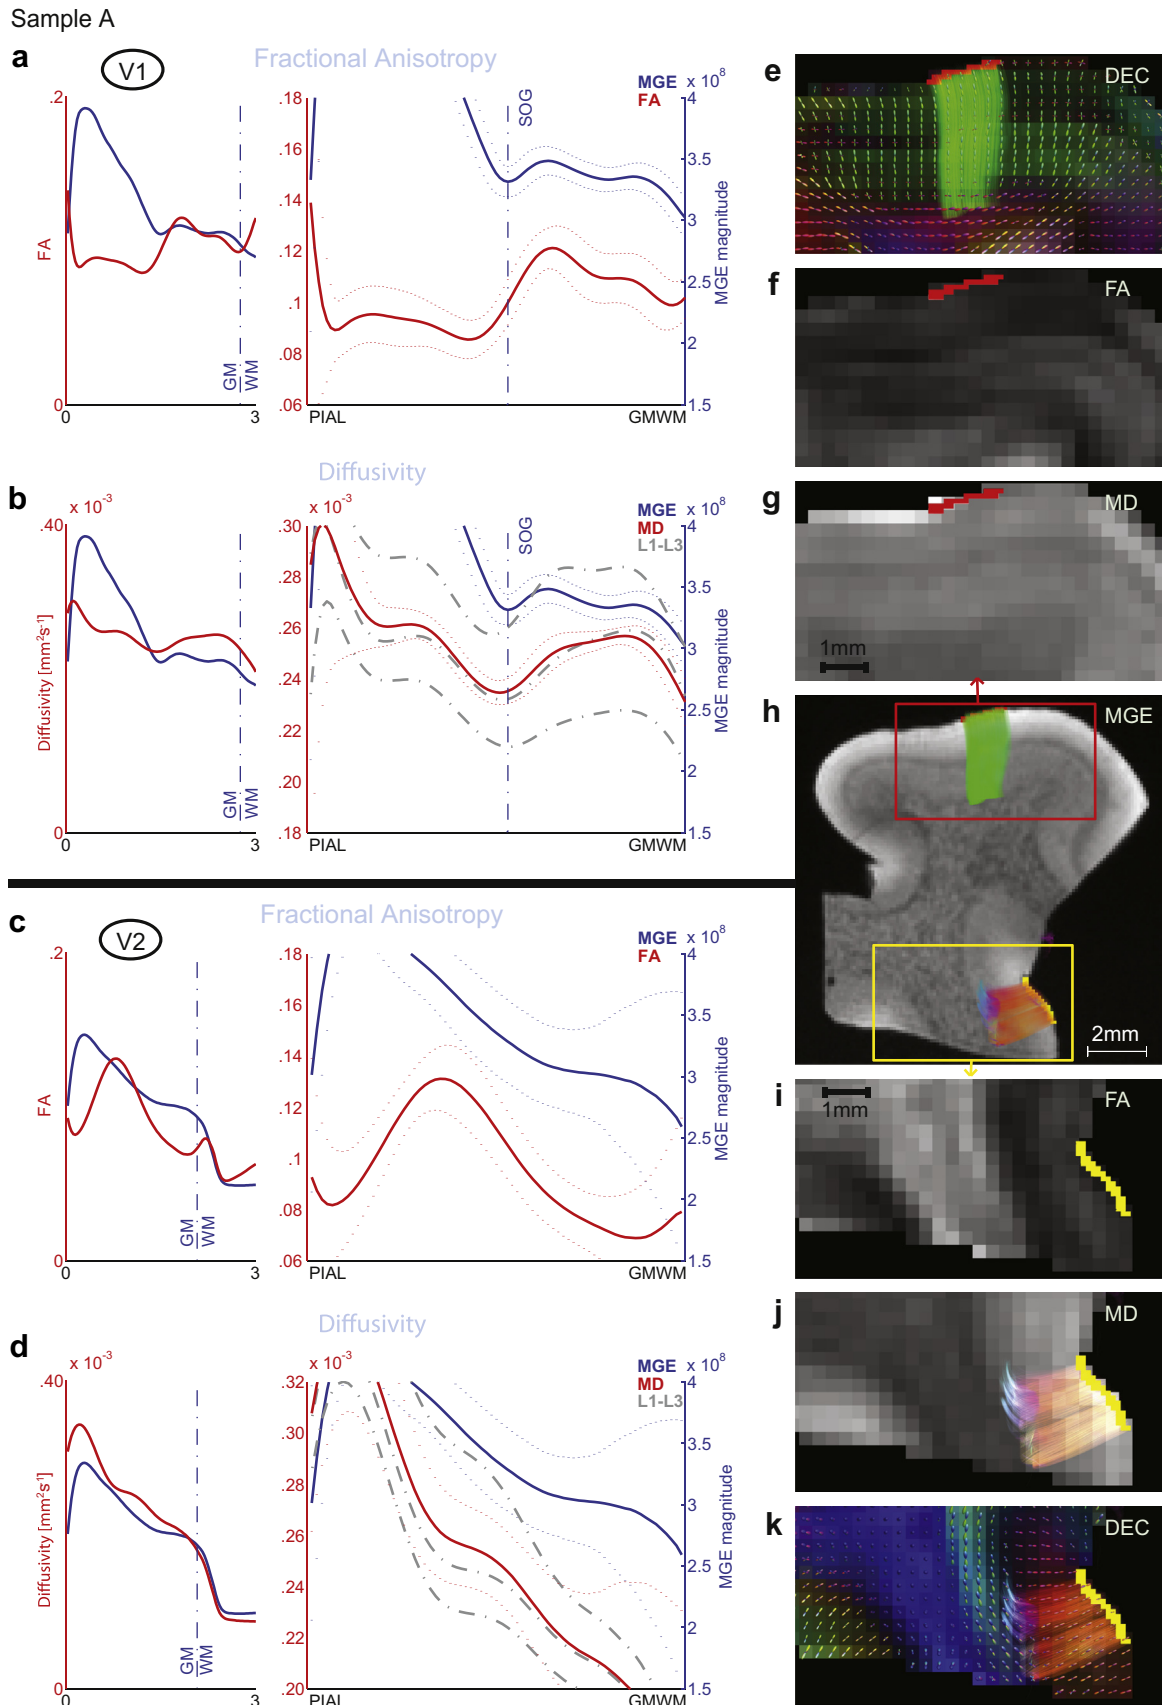 Sample A
a
V1
Fractional Anisotropy
MGE x 10^8
FA
.2
FA
0
0
3
GM
WM
.18
.16
.14
.12
.1
.08
.06
PIAL
GMWM
SOG
4
3.5
3
2.5
2
1.5
MGE magnitude
b
Diffusivity
x 10^-3
.40
Diffusivity [mm²s⁻¹]
0
0
3
GM
WM
.30
.28
.26
.24
.22
.20
.18
PIAL
GMWM
SOG
MGE x 10^8
MD
L1-L3
4
3.5
3
2.5
2
1.5
MGE magnitude
c
V2
Fractional Anisotropy
MGE x 10^8
FA
.2
FA
0
0
3
GM
WM
.18
.16
.14
.12
.1
.08
.06
PIAL
GMWM
4
3.5
3
2.5
2
1.5
MGE magnitude
d
Diffusivity
x 10^-3
.40
Diffusivity [mm²s¹]
0
0
3
GM
WM
x 10^-3
.32
.30
.28
.26
.24
.22
.20
PIAL
GMWM
MGE x 10^8
MD
L1-L3
4
3.5
3
2.5
2
1.5
MGE magnitude
e
DEC
f
FA
g
MD
1mm
h
MGE
2mm
i
FA
1mm
j
MD
k
DEC